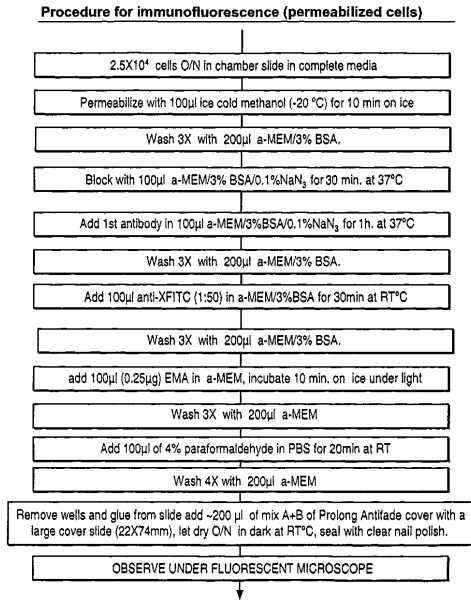 Procedure for immunofluorescence (permeabilized cells)
2.5X10⁴ cells O/N in chamber slide in complete media
Permeabilize with 100µl ice cold methanol (-20 °C) for 10 min on ice
Wash 3X with 200µl a-MEM/3% BSA.
Block with 100µl a-MEM/3% BSA/0.1%NaN₃ for 30 min. at 37°C
Add 1st antibody in 100µl a-MEM/3%BSA/0.1%NaN₃ for 1h. at 37°C
Wash 3X with 200µl a-MEM/3% BSA.
Add 100µl anti-XFITC (1:50) in a-MEM/3%BSA for 30min at RT°C
Wash 3X with 200µl a-MEM/3% BSA.
add 100µl (0.25µg) EMA in a-MEM, incubate 10 min. on ice under light
Wash 3X with 200µl a-MEM
Add 100µl of 4% paraformaldehyde in PBS for 20min at RT
Wash 4X with 200µl a-MEM
Remove wells and glue from slide add ~200 µl of mix A+B of Prolong Antifade cover with a
large cover slide (22X74mm), let dry O/N in dark at RT°C, seal with clear nail polish.
OBSERVE UNDER FLUORESCENT MICROSCOPE